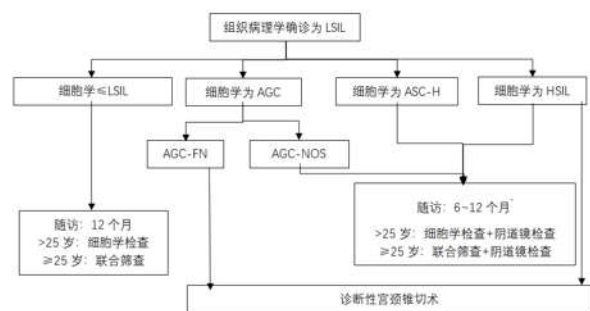 组织病理学确诊为 LSIL
细胞学≤LSIL
细胞学为 AGC
细胞学为 ASC-H
细胞学为 HSIL
AGC-FN
AGC-NOS
随访：12 个月
>25 岁：细胞学检查
≥25 岁：联合筛查
随访：6~12 个月
>25 岁：细胞学检查+阴道镜检查
≥25 岁：联合筛查+阴道镜检查
诊断性宫颈锥切术